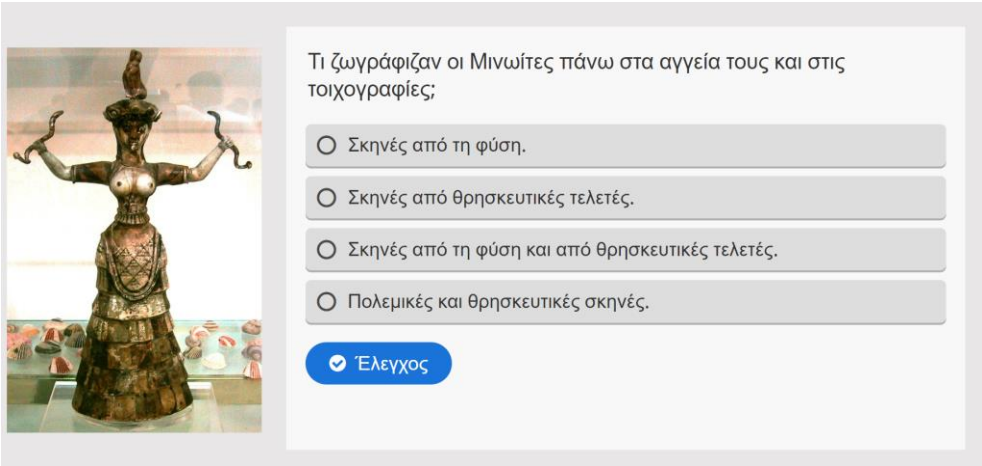 Τι ζωγράφιζαν οι Μινωίτες πάνω στα αγγεία τους και στις
τοιχογραφίες;
Σκηνές από τη φύση.
Σκηνές από θρησκευτικές τελετές.
Σκηνές από τη φύση και από θρησκευτικές τελετές.
Πολεμικές και θρησκευτικές σκηνές.
Έλεγχος